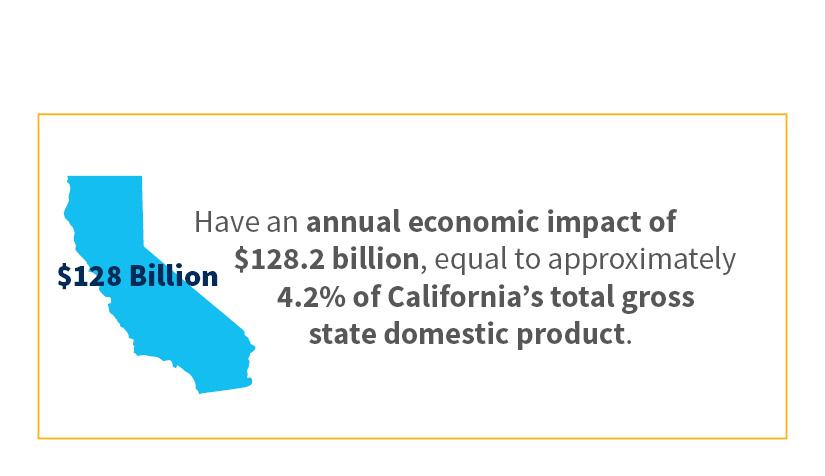 $128 Billion
Have an annual economic impact of
$128.2 billion, equal to approximately
4.2% of California’s total gross
state domestic product.